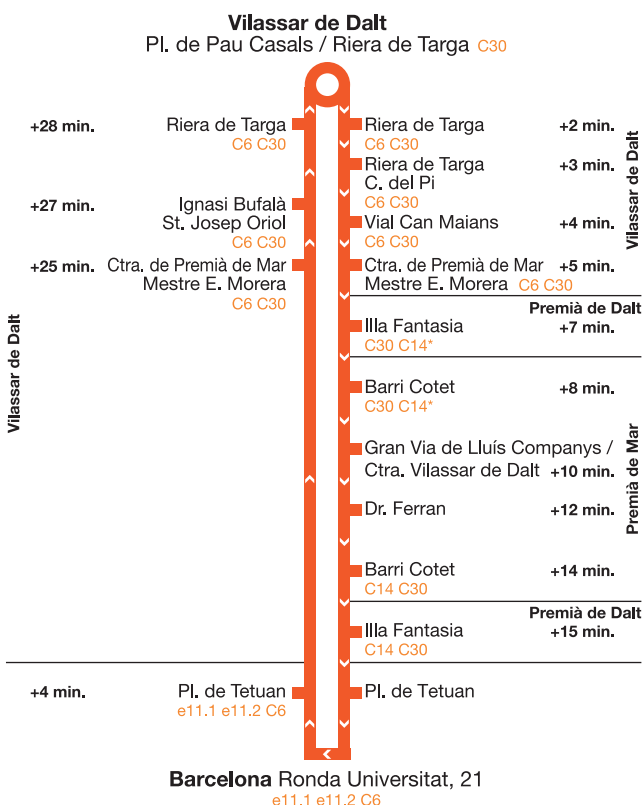 Vilassar de Dalt
Pl. de Pau Casals / Riera de Targa C30
+28 min.
Riera de Targa
C6 C30
+27 min.
Ignasi Bufalà
St. Josep Oriol
C6 C30
+25 min.
Ctra. de Premià de Mar
Mestre E. Morera
C6 C30
Vilassar de Dalt
+4 min.
Pl. de Tetuan
e11.1 e11.2 C6
Riera de Targa +2 min.
C6 C30
Riera de Targa +3 min.
C. del Pi
C6 C30
Vial Can Maians +4 min.
C6 C30
Ctra. de Premià de Mar +5 min.
Mestre E. Morera C6 C30
Vilassar de Dalt
Premià de Dalt
Illa Fantasia +7 min.
C30 C14*
Barri Cotet +8 min.
C30 C14*
Gran Via de Lluís Companys /
Ctra. Vilassar de Dalt +10 min.
Dr. Ferran +12 min.
Barri Cotet +14 min.
C14 C30
Premià de Mar
Premià de Dalt
Illa Fantasia +15 min.
C14 C30
Pl. de Tetuan
Barcelona Ronda Universitat, 21
e11.1 e11.2 C6